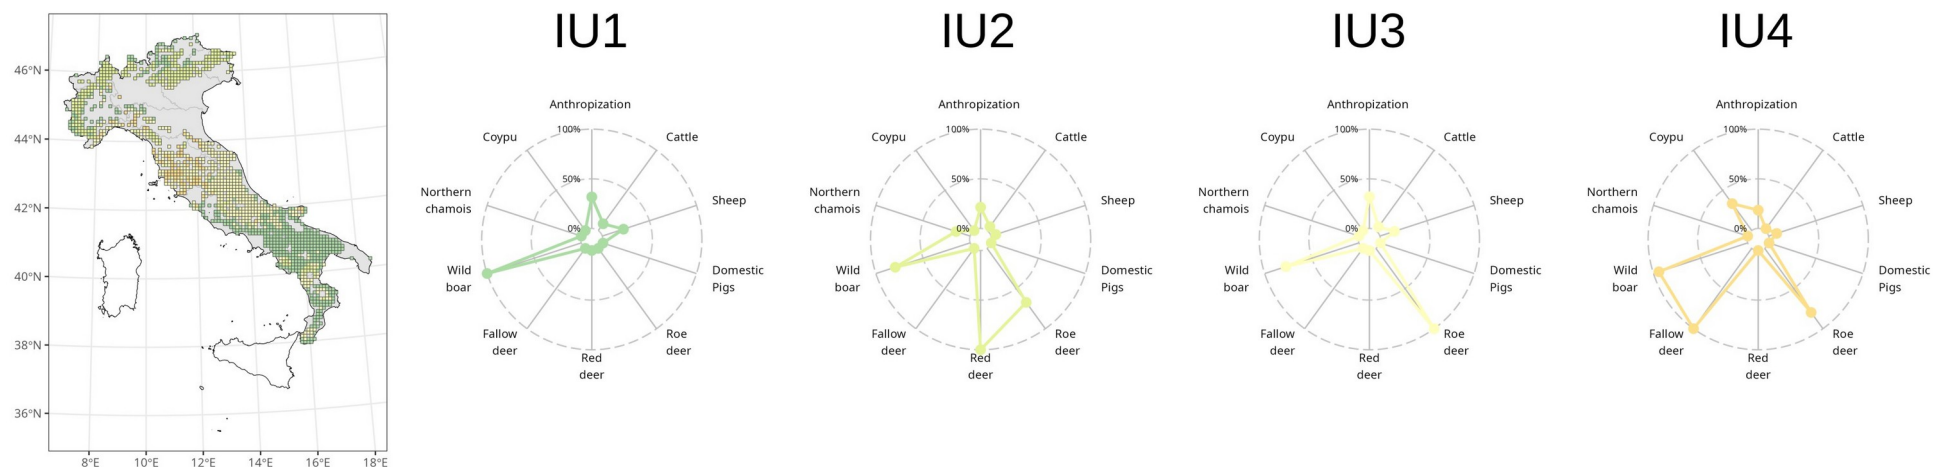 IU1
IU2
IU3
IU4
46°N
44°N
42°N
40°N
38°N
36°N
8°E
10°E
12°E
14°E
16°E
18°E
Anthropization
Coypu
100%
Cattle
50%
Northern
chamois
0%
Sheep
Wild
boar
Domestic
Pigs
Fallow
deer
Red
deer
Roe
deer
Anthropization
Coypu
100%
Cattle
50%
Northern
chamois
0%
Sheep
Wild
boar
Domestic
Pigs
Fallow
deer
Red
deer
Roe
deer
Anthropization
Coypu
100%
Cattle
50%
Northern
chamois
0%
Sheep
Wild
boar
Domestic
Pigs
Fallow
deer
Red
deer
Roe
deer
Anthropization
Coypu
100%
Cattle
50%
Northern
chamois
0%
Sheep
Wild
boar
Domestic
Pigs
Fallow
deer
Red
deer
Roe
deer